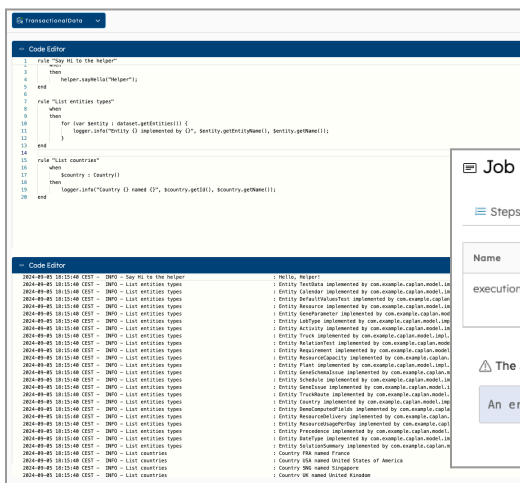 TransactionalData
Code Editor
1 rule "Say Hi to the helper"
2 when
3 then
4 helper.sayHello("Helper");
5 end
6
7 rule "List entities types"
8 when
9 then
10 for (var $entity : dataset.getEntities()) {
11 logger.info("Entity {} implemented by {}", $entity.getEntityName(), $entity.getName());
12 }
13 end
14
15 rule "List countries"
16 when
17 $country : Country()
18 then
19 logger.info("Country {} named {}", $country.getId(), $country.getName());
20 end
Job
Steps
Name
execution
The
An er
Code Editor
2024-09-05 18:15:40 CEST - INFO - Say Hi to the helper : Hello, Helper!
2024-09-05 18:15:40 CEST - INFO - List entities types : Entity TestData implemented by com.example.caplan.model.im
2024-09-05 18:15:40 CEST - INFO - List entities types : Entity Calendar implemented by com.example.caplan.model.im
2024-09-05 18:15:40 CEST - INFO - List entities types : Entity DefaultValuesTest implemented by com.example.caplan
2024-09-05 18:15:40 CEST - INFO - List entities types : Entity Resource implemented by com.example.caplan.model.im
2024-09-05 18:15:40 CEST - INFO - List entities types : Entity GeneParameter implemented by com.example.caplan.mod
2024-09-05 18:15:40 CEST - INFO - List entities types : Entity LobType implemented by com.example.caplan.model.imp
2024-09-05 18:15:40 CEST - INFO - List entities types : Entity Activity implemented by com.example.caplan.model.im
2024-09-05 18:15:40 CEST - INFO - List entities types : Entity Truck implemented by com.example.caplan.model.impl.
2024-09-05 18:15:40 CEST - INFO - List entities types : Entity RelationTest implemented by com.example.caplan.mode
2024-09-05 18:15:40 CEST - INFO - List entities types : Entity Requirement implemented by com.example.caplan.model
2024-09-05 18:15:40 CEST - INFO - List entities types : Entity ResourceCapacity implemented by com.example.caplan.
2024-09-05 18:15:40 CEST - INFO - List entities types : Entity Plant implemented by com.example.caplan.model.impl.
2024-09-05 18:15:40 CEST - INFO - List entities types : Entity GeneSchemaIssue implemented by com.example.caplan.m
2024-09-05 18:15:40 CEST - INFO - List entities types : Entity Schedule implemented by com.example.caplan.model.im
2024-09-05 18:15:40 CEST - INFO - List entities types : Entity GeneIssue implemented by com.example.caplan.model.i
2024-09-05 18:15:40 CEST - INFO - List entities types : Entity TruckRoute implemented by com.example.caplan.model.
2024-09-05 18:15:40 CEST - INFO - List entities types : Entity Country implemented by com.example.caplan.model.imp
2024-09-05 18:15:40 CEST - INFO - List entities types : Entity DemoComputedFields implemented by com.example.capla
2024-09-05 18:15:40 CEST - INFO - List entities types : Entity ResourceDelivery implemented by com.example.caplan.
2024-09-05 18:15:40 CEST - INFO - List entities types : Entity ResourceUsagePerDay implemented by com.example.capl
2024-09-05 18:15:40 CEST - INFO - List entities types : Entity Precedence implemented by com.example.caplan.model.
2024-09-05 18:15:40 CEST - INFO - List entities types : Entity DateType implemented by com.example.caplan.model.im
2024-09-05 18:15:40 CEST - INFO - List entities types : Entity SolutionSummary implemented by com.example.caplan.m
2024-09-05 18:15:40 CEST - INFO - List countries : Country FRA named France
2024-09-05 18:15:40 CEST - INFO - List countries : Country USA named United States of America
2024-09-05 18:15:40 CEST - INFO - List countries : Country SNG named Singapore
2024-09-05 18:15:40 CEST - INFO - List countries : Country UK named United Kingdom